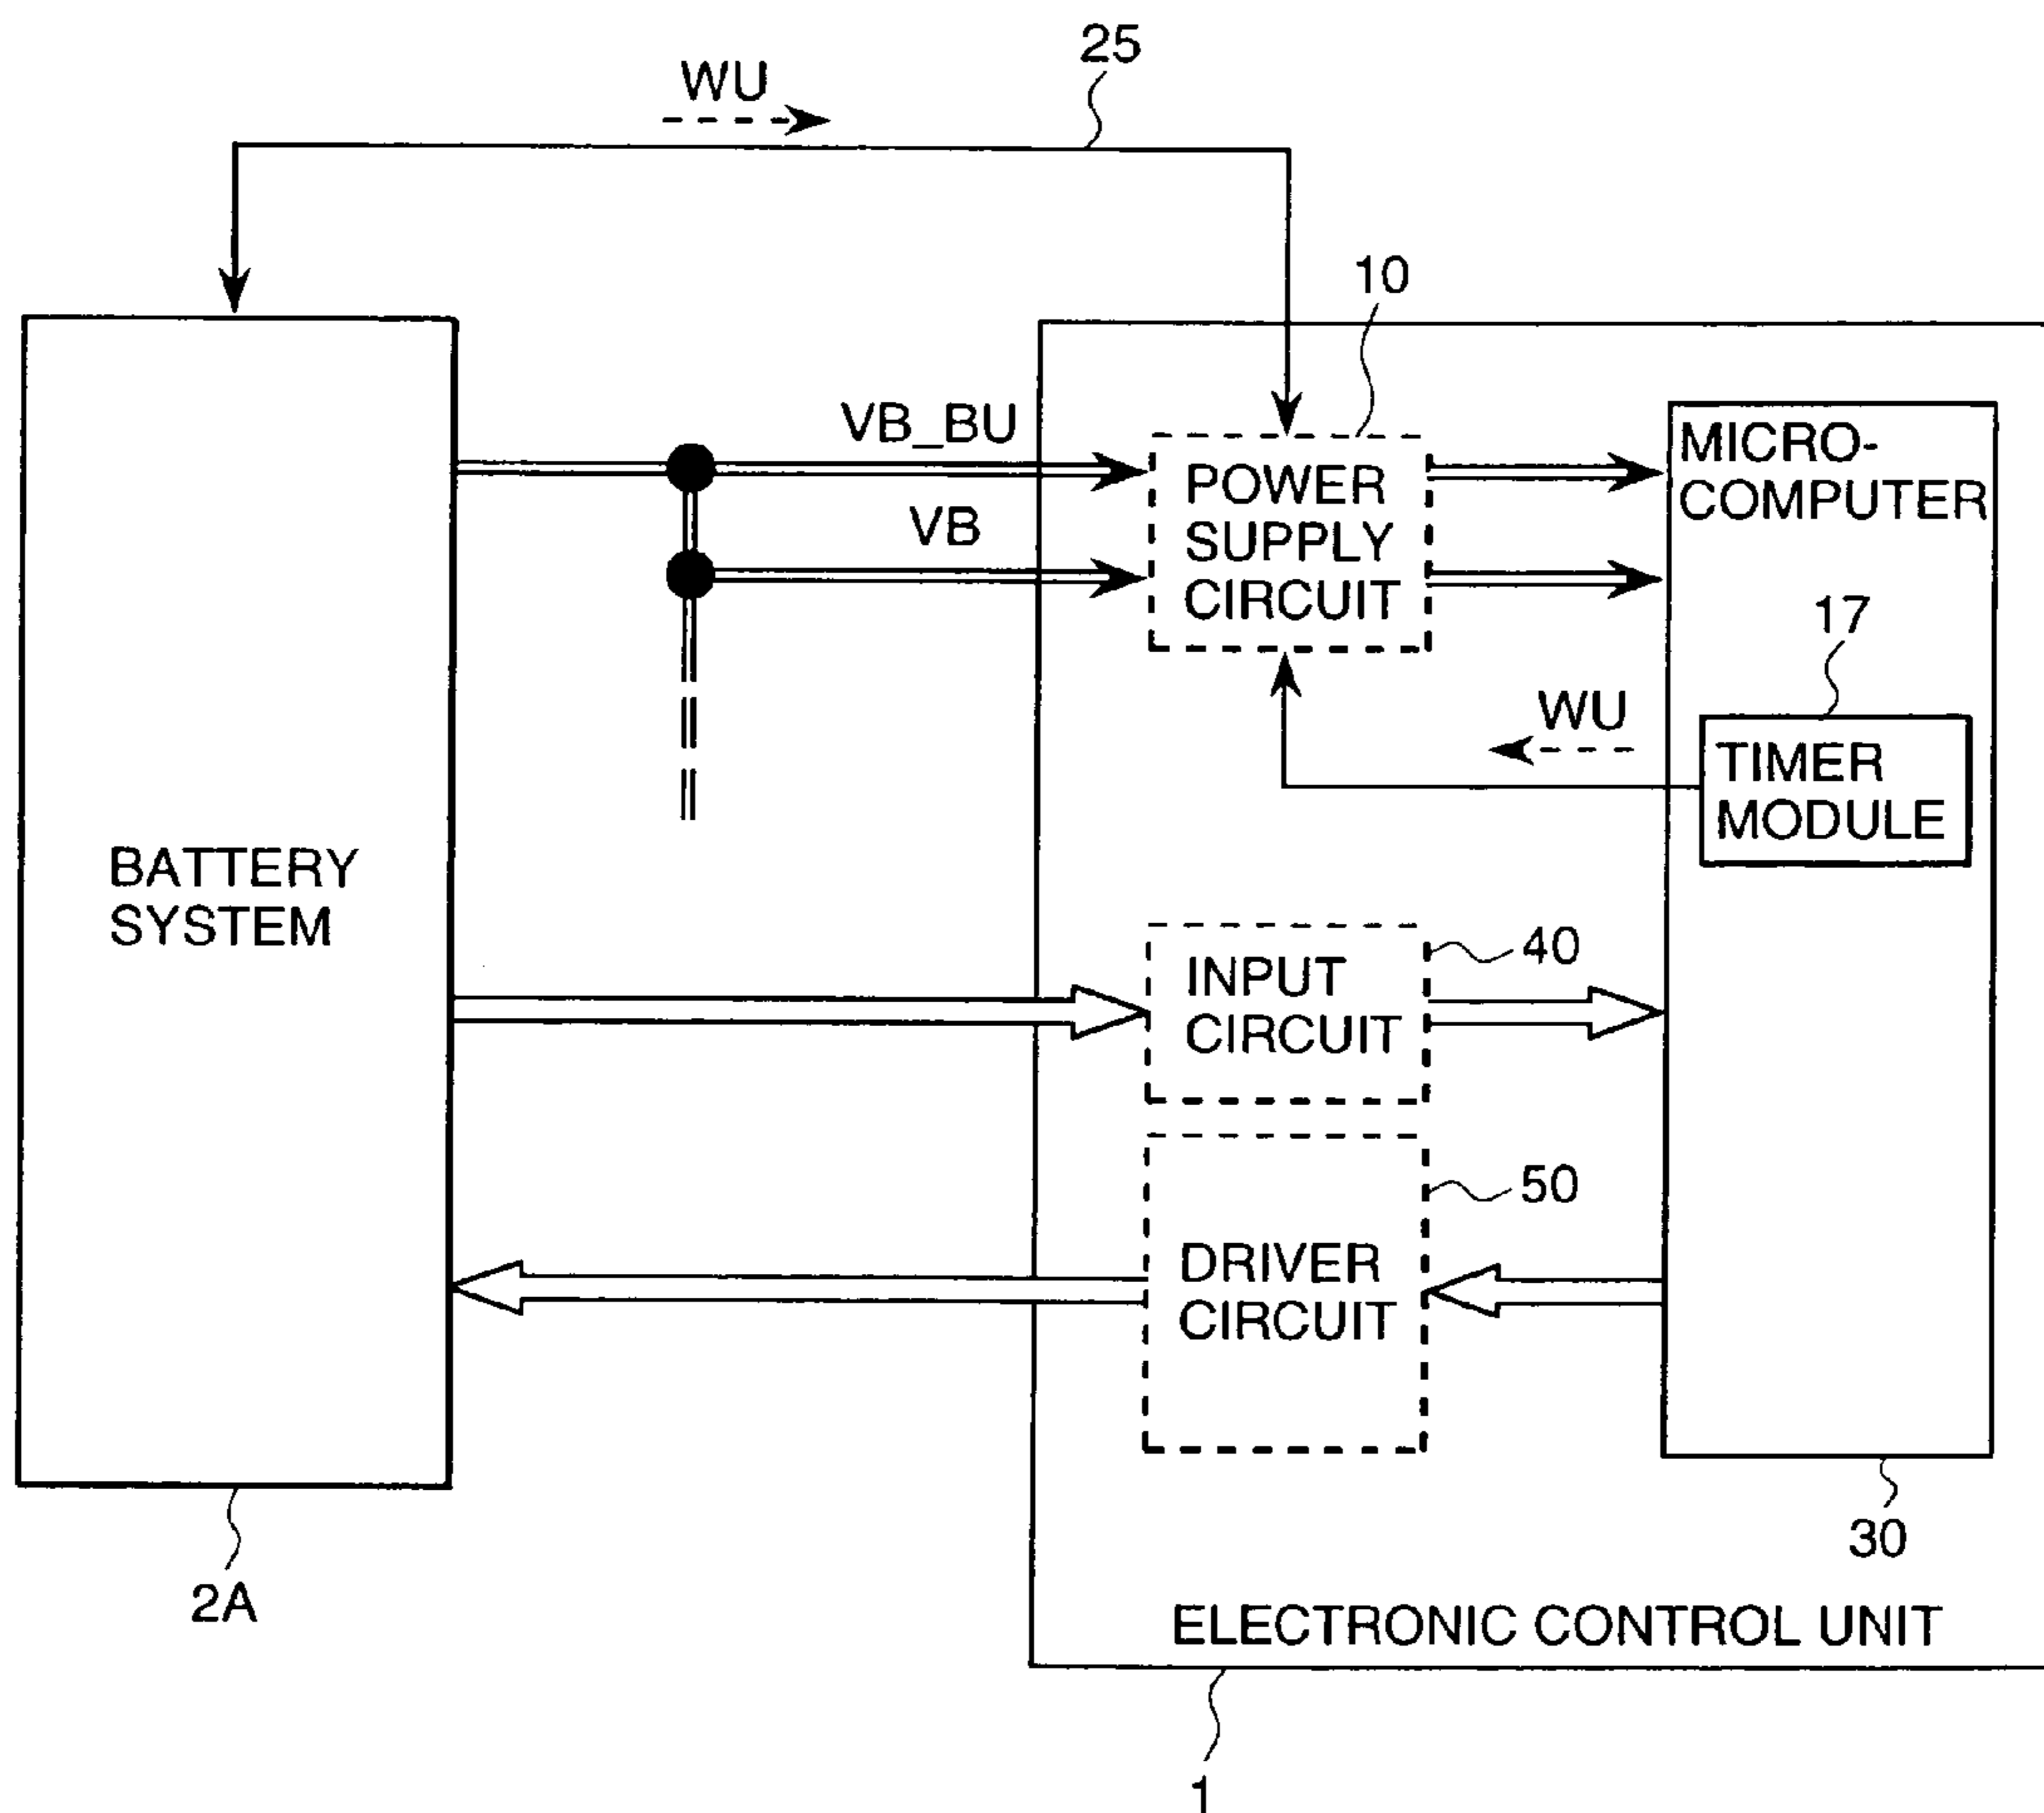 25
WU
10
VB_BU
VB
POWER
SUPPLY
CIRCUIT
MICRO-
COMPUTER
17
WU
TIMER
MODULE
BATTERY
SYSTEM
INPUT
CIRCUIT
40
DRIVER
CIRCUIT
50
30
2A
ELECTRONIC CONTROL UNIT
1